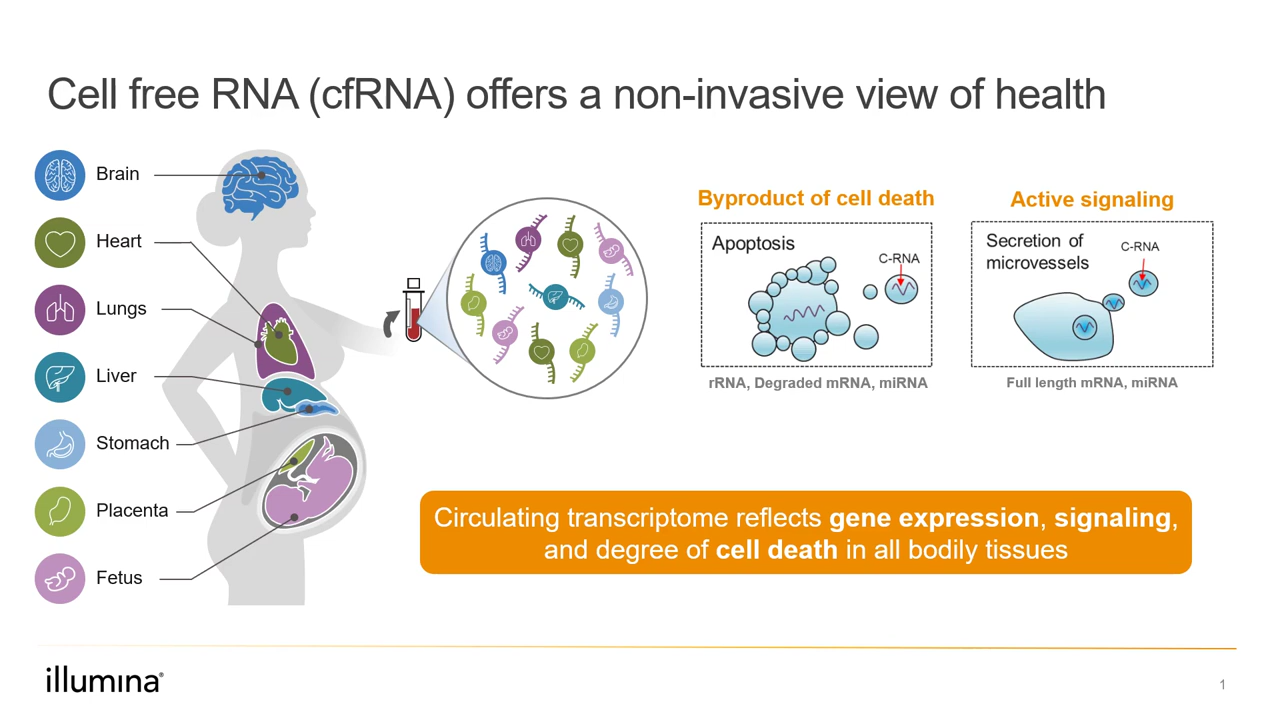 Cell free RNA (cfRNA) offers a non-invasive view of health
Brain
Heart
Lungs
Liver
Stomach
Placenta
Fetus
Byproduct of cell death
Apoptosis
C-RNA
rRNA, Degraded mRNA, miRNA
Active signaling
Secretion of
microvessels
C-RNA
Full length mRNA, miRNA
Circulating transcriptome reflects gene expression, signaling,
and degree of cell death in all bodily tissues
illumina®
1